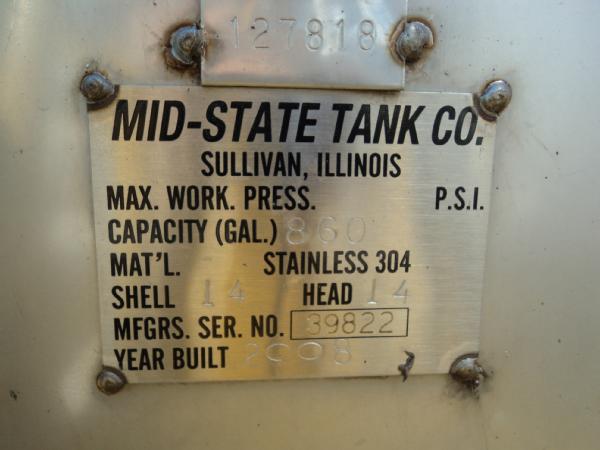 127818
MID-STATE TANK CO.
SULLIVAN, ILLINOIS
MAX. WORK. PRESS. P.S.I.
CAPACITY (GAL.) 860
MAT'L. STAINLESS 304
SHELL 14 HEAD 14
MFGRS. SER. NO. 39822
YEAR BUILT 2008